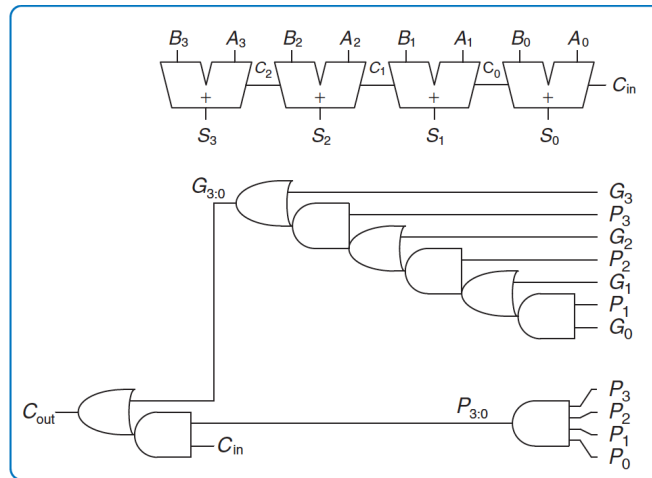 B3 A3 B2 A2 B1 A1 B0 A0
C2 C1 C0 Cin
+ + + +
S3 S2 S1 S0
G3:0 G3
P3
G2
P2
G1
P1
G0
Cout Cin P3:0 P3
P2
P1
P0